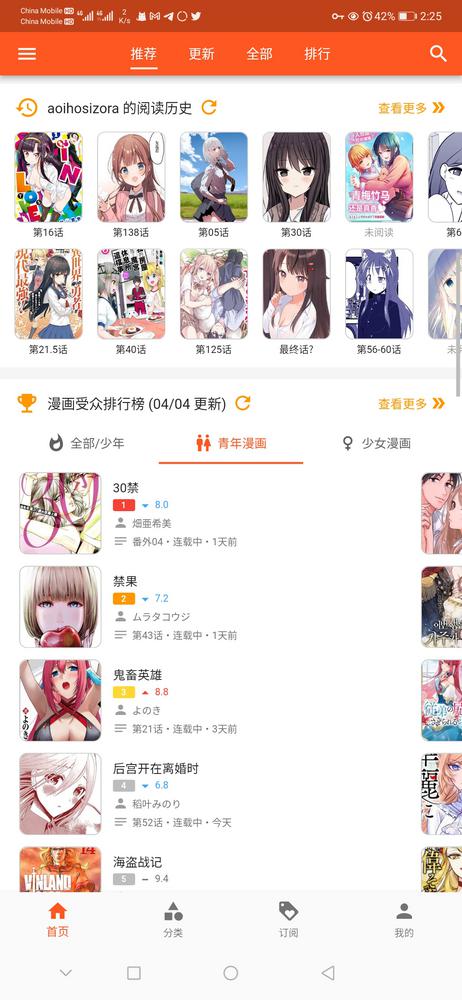 China Mobile HD 4G
China Mobile HD 4G
2 K/s
42% 2:25
推荐 更新 全部 排行
aoihosizora 的阅读历史 查看更多
第16话 第138话 第05话 第30话 未阅读 第6
青梅竹马
第21.5话 第40话 第125话 最终话? 第56-60话 未
漫画受众排行榜 (04/04 更新) 查看更多
全部/少年 青年漫画 少女漫画
30禁
1 8.0
畑亜希美
番外04・连载中・1天前
禁果
2 7.2
ムラタコウジ
第43话・连载中・1天前
鬼畜英雄
3 8.8
よのき
第21话・连载中・3天前
后宫开在离婚时
4 6.8
稻叶みのり
第52话・连载中・今天
海盗战记
5 9.4
VINLAND
首页 分类 订阅 我的